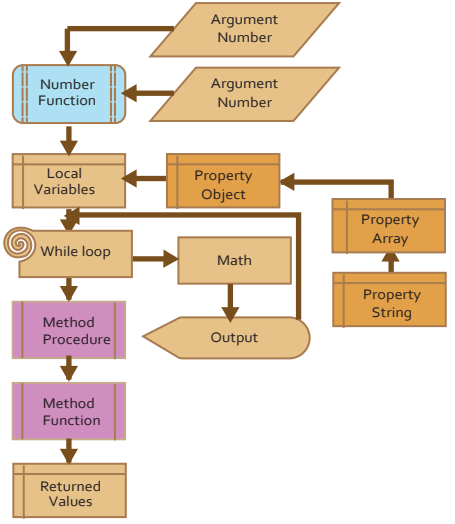 Argument
Number
Number
Function
Argument
Number
Local
Variables
Property
Object
Property
Array
While loop
Math
Property
String
Method
Procedure
Output
Method
Function
Returned
Values